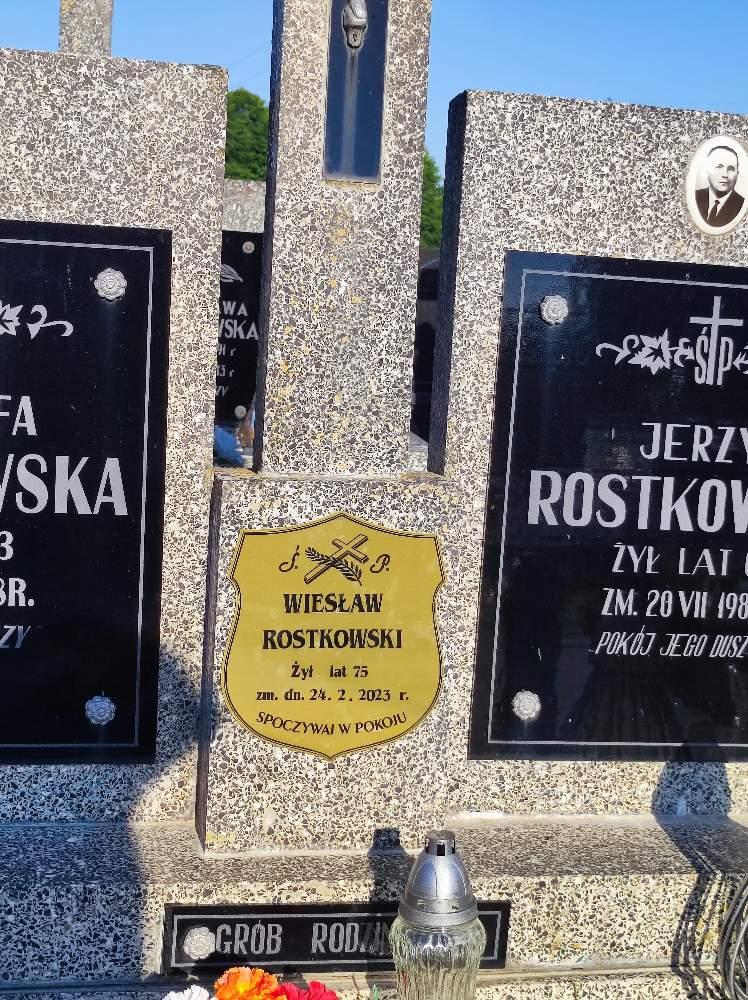 FA
WSKA
3
8R.
ZY
WA
WSKA
Ś. P.
WIESŁAW
ROSTKOWSKI
Żył lat 75
zm. dn. 24. 2. 2023 r.
SPOCZYWAJ W POKOJU
ŚP
JERZY
ROSTKOW
ŻYŁ LAT
ZM. 20 VII 198
POKÓJ JEGO DUSZ
GRÓB RODZIN